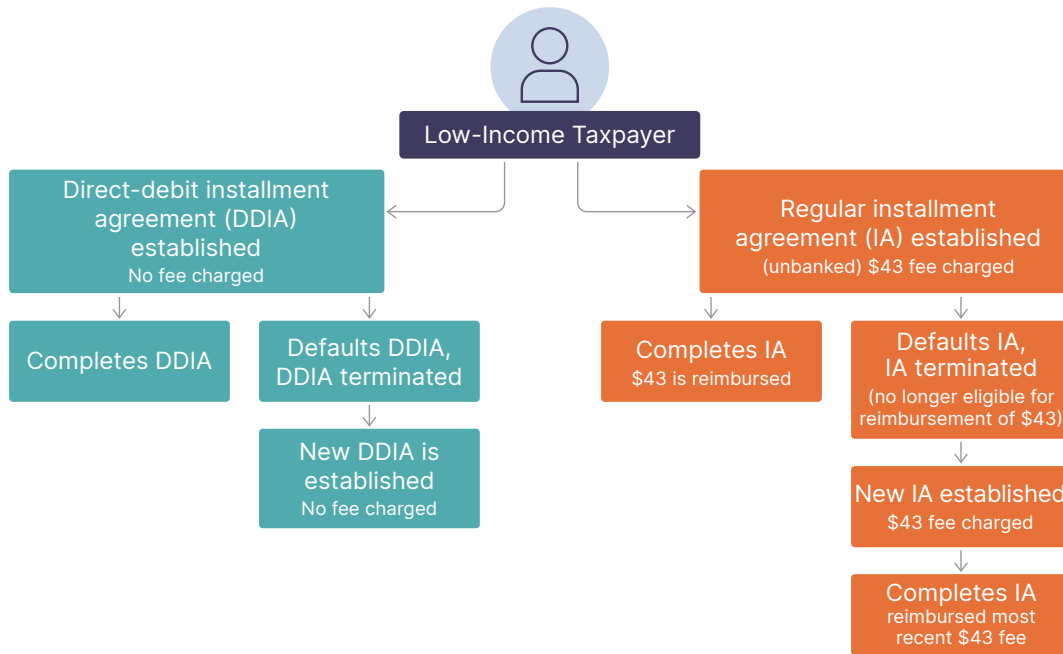 Low-Income Taxpayer
Direct-debit installment
agreement (DDIA)
established
No fee charged
Completes DDIA
Defaults DDIA,
DDIA terminated
New DDIA is
established
No fee charged
Regular installment
agreement (IA) established
(unbanked) $43 fee charged
Completes IA
$43 is reimbursed
Defaults IA,
IA terminated
(no longer eligible for
reimbursement of $43)
New IA established
$43 fee charged
Completes IA
reimbursed most
recent $43 fee